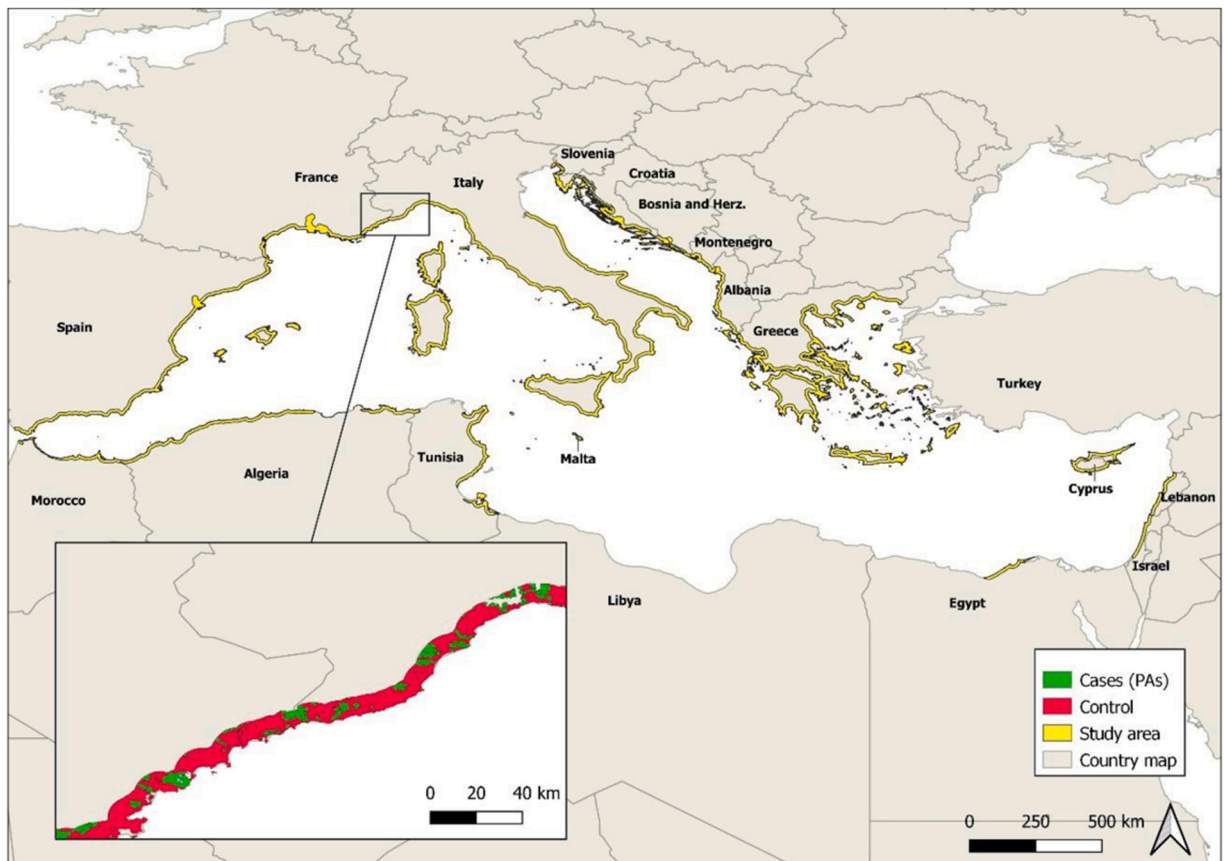 Slovenia
Croatia
France
Italy
Bosnia and Herz.
Montenegro
Albania
Spain
Greece
Turkey
Tunisia
Malta
Algeria
Cyprus
Morocco
Lebanon
Israel
Libya
Egypt
Cases (PAs)
Control
Study area
Country map
0 20 40 km
0 250 500 km